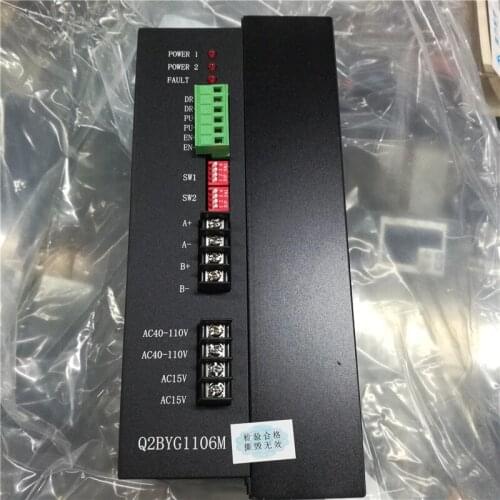 POWER 1
POWER 2
FAULT
DR
DR
PU
PU
EN
EN-
SW1
SW2
A+
A-
B+
B-
AC40-110V
AC40-110V
AC15V
AC15V
Q2BYG1106M
检验合格
撕毁无效